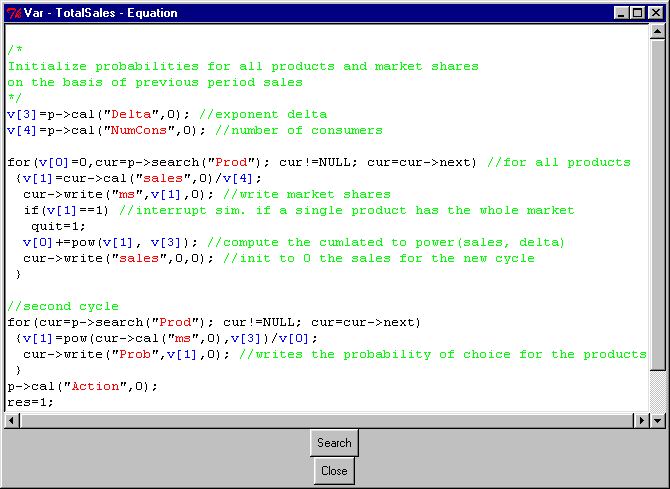 Var - TotalSales - Equation
/*
Initialize probabilities for all products and market shares
on the basis of previous period sales
*/
v[3]=p->cal("Delta",0); //exponent delta
v[4]=p->cal("NumCons",0); //number of consumers
for(v[0]=0,cur=p->search("Prod"); cur!=NULL; cur=cur->next) //for all products
{v[1]=cur->cal("sales",0)/v[4];
cur->write("ms",v[1],0); //write market shares
if(v[1]==1) //interrupt sim. if a single product has the whole market
quit=1;
v[0]+=pow(v[1], v[3]); //compute the cumlated to power(sales, delta)
cur->write("sales",0,0); //init to 0 the sales for the new cycle
}
//second cycle
for(cur=p->search("Prod"); cur!=NULL; cur=cur->next)
{v[1]=pow(cur->cal("ms",0),v[3])/v[0];
cur->write("Prob",v[1],0); //writes the probability of choice for the products
}
p->cal("Action",0);
res=1;
Search
Close